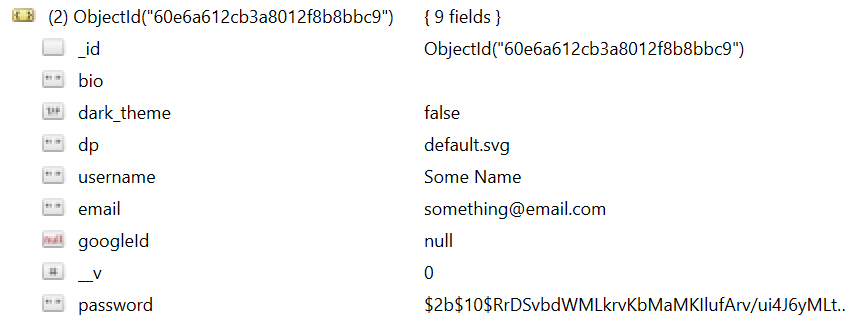 (2) ObjectId("60e6a612cb3a8012f8b8bbc9") { 9 fields }
_id ObjectId("60e6a612cb3a8012f8b8bbc9")
bio
dark_theme false
dp default.svg
username Some Name
email something@email.com
googleId null
__v 0
password $2b$10$RrDSvbdWMLkrvKbMaMKIlufArv/ui4J6yMLt..